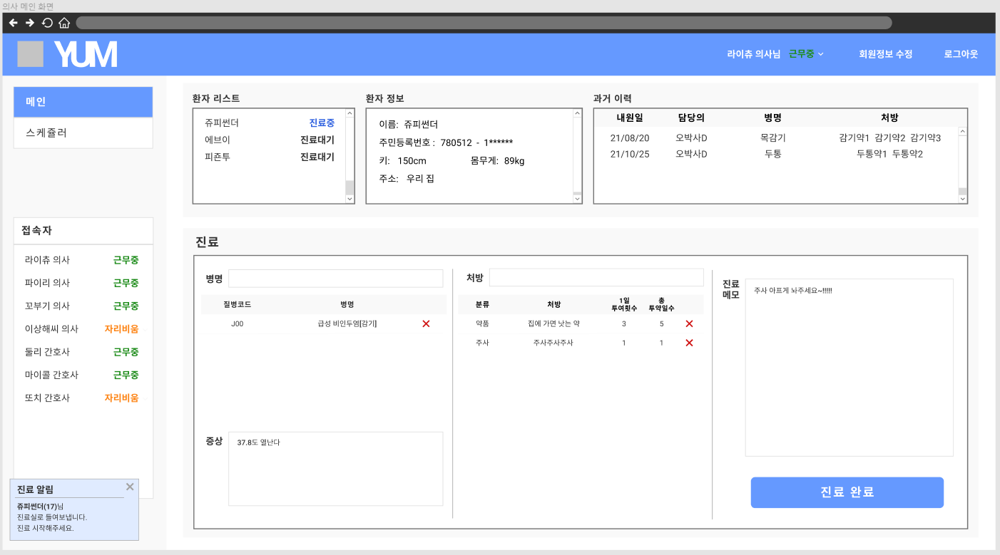 의사 메인 화면
YUM
라이츄 의사님 근무중 회원정보 수정 로그아웃
메인
스케쥴러
접속자
라이츄 의사 근무중
파이리 의사 근무중
꼬부기 의사 근무중
이상해씨 의사 자리비움
둘리 간호사 근무중
마이콜 간호사 근무중
또치 간호사 자리비움
진료 알림
쥬피썬더(17)님
진료실로 들여보냅니다.
진료 시작해주세요.
환자 리스트
쥬피썬더 진료중
에브이 진료대기
피죤투 진료대기
환자 정보
이름: 쥬피썬더
주민등록번호 : 780512 - 1******
키: 150cm 몸무게: 89kg
주소: 우리 집
과거 이력
내원일 담당의 병명 처방
21/08/20 오박사D 목감기 감기약1 감기약2 감기약3
21/10/25 오박사D 두통 두통약1 두통약2
진료
병명
질병코드 병명
J00 급성 비인두염[감기]
증상
37.8도 열난다
처방
분류 처방 1일 투여횟수 총 투약일수
약품 집에 가면 낫는 약 3 5
주사 주사주사주사 1 1
진료
메모
주사 아프게 놔주세요~!!!!!
진료 완료